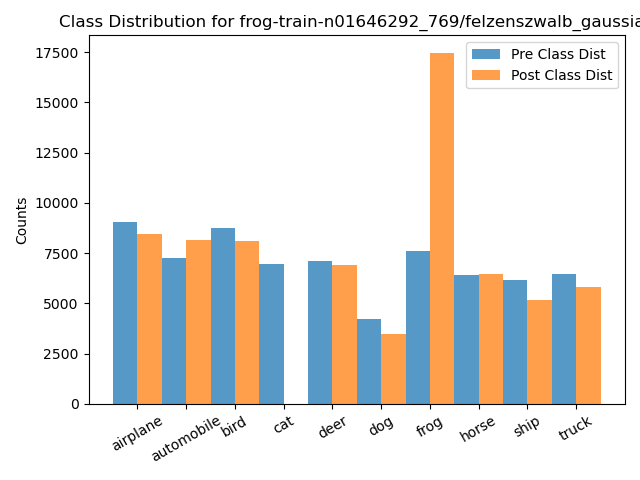 Class Distribution for frog-train-n01646292_769/felzenszwalb_gaussia
Pre Class Dist
Post Class Dist
17500
15000
12500
10000
7500
5000
2500
0
Counts
airplane
automobile
bird
cat
deer
dog
frog
horse
ship
truck